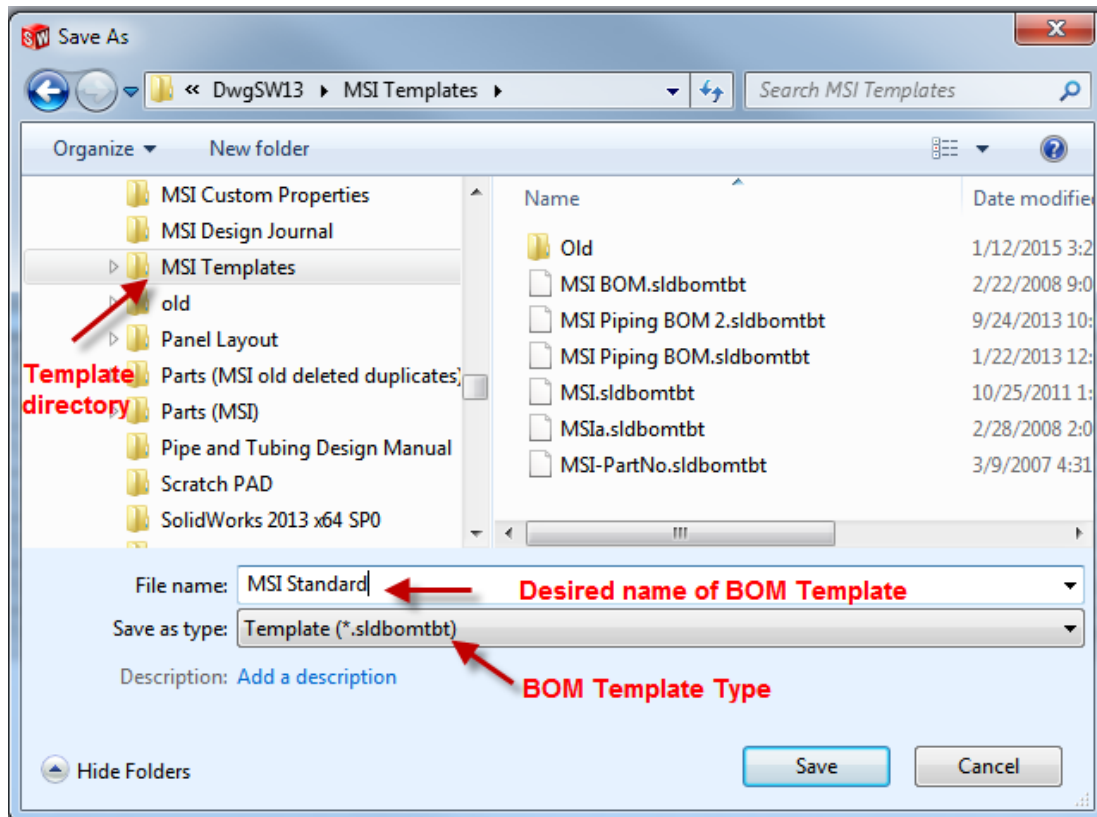 SW Save As
« DwgSW13 ▸ MSI Templates ▸ Search MSI Templates
Organize New folder
MSI Custom Properties
MSI Design Journal
MSI Templates
old
Panel Layout
Parts (MSI old deleted duplicates)
Parts (MSI)
Pipe and Tubing Design Manual
Scratch PAD
SolidWorks 2013 x64 SP0
Template
directory
Name Date modifie
Old 1/12/2015 3:2
MSI BOM.sldbomtbt 2/22/2008 9:0
MSI Piping BOM 2.sldbomtbt 9/24/2013 10:
MSI Piping BOM.sldbomtbt 1/22/2013 12:
MSI.sldbomtbt 10/25/2011 1:
MSIa.sldbomtbt 2/28/2008 2:0
MSI-PartNo.sldbomtbt 3/9/2007 4:31
File name: MSI Standard Desired name of BOM Template
Save as type: Template (*.sldbomtbt)
Description: Add a description BOM Template Type
Hide Folders Save Cancel